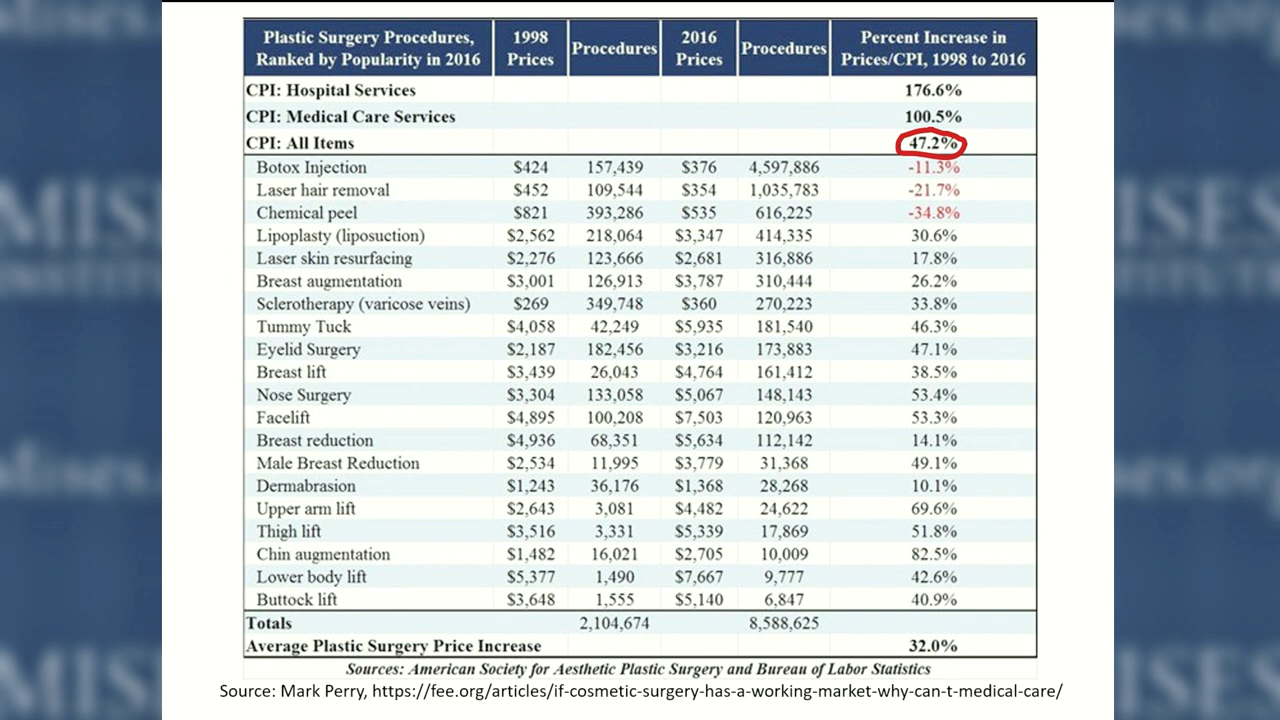 Plastic Surgery Procedures, Ranked by Popularity in 2016 1998 Prices Procedures 2016 Prices Procedures Percent Increase in Prices/CPI, 1998 to 2016
CPI: Hospital Services 176.6%
CPI: Medical Care Services 100.5%
CPI: All Items 47.2%
Botox Injection $424 157,439 $376 4,597,886 -11.3%
Laser hair removal $452 109,544 $354 1,035,783 -21.7%
Chemical peel $821 393,286 $535 616,225 -34.8%
Lipoplasty (liposuction) $2,562 218,064 $3,347 414,335 30.6%
Laser skin resurfacing $2,276 123,666 $2,681 316,886 17.8%
Breast augmentation $3,001 126,913 $3,787 310,444 26.2%
Sclerotherapy (varicose veins) $269 349,748 $360 270,223 33.8%
Tummy Tuck $4,058 42,249 $5,935 181,540 46.3%
Eyelid Surgery $2,187 182,456 $3,216 173,883 47.1%
Breast lift $3,439 26,043 $4,764 161,412 38.5%
Nose Surgery $3,304 133,058 $5,067 148,143 53.4%
Facelift $4,895 100,208 $7,503 120,963 53.3%
Breast reduction $4,936 68,351 $5,634 112,142 14.1%
Male Breast Reduction $2,534 11,995 $3,779 31,368 49.1%
Dermabrasion $1,243 36,176 $1,368 28,268 10.1%
Upper arm lift $2,643 3,081 $4,482 24,622 69.6%
Thigh lift $3,516 3,331 $5,339 17,869 51.8%
Chin augmentation $1,482 16,021 $2,705 10,009 82.5%
Lower body lift $5,377 1,490 $7,667 9,777 42.6%
Buttock lift $3,648 1,555 $5,140 6,847 40.9%
Totals 2,104,674 8,588,625
Average Plastic Surgery Price Increase 32.0%
Sources: American Society for Aesthetic Plastic Surgery and Bureau of Labor Statistics
Source: Mark Perry, https://fee.org/articles/if-cosmetic-surgery-has-a-working-market-why-can-t-medical-care/